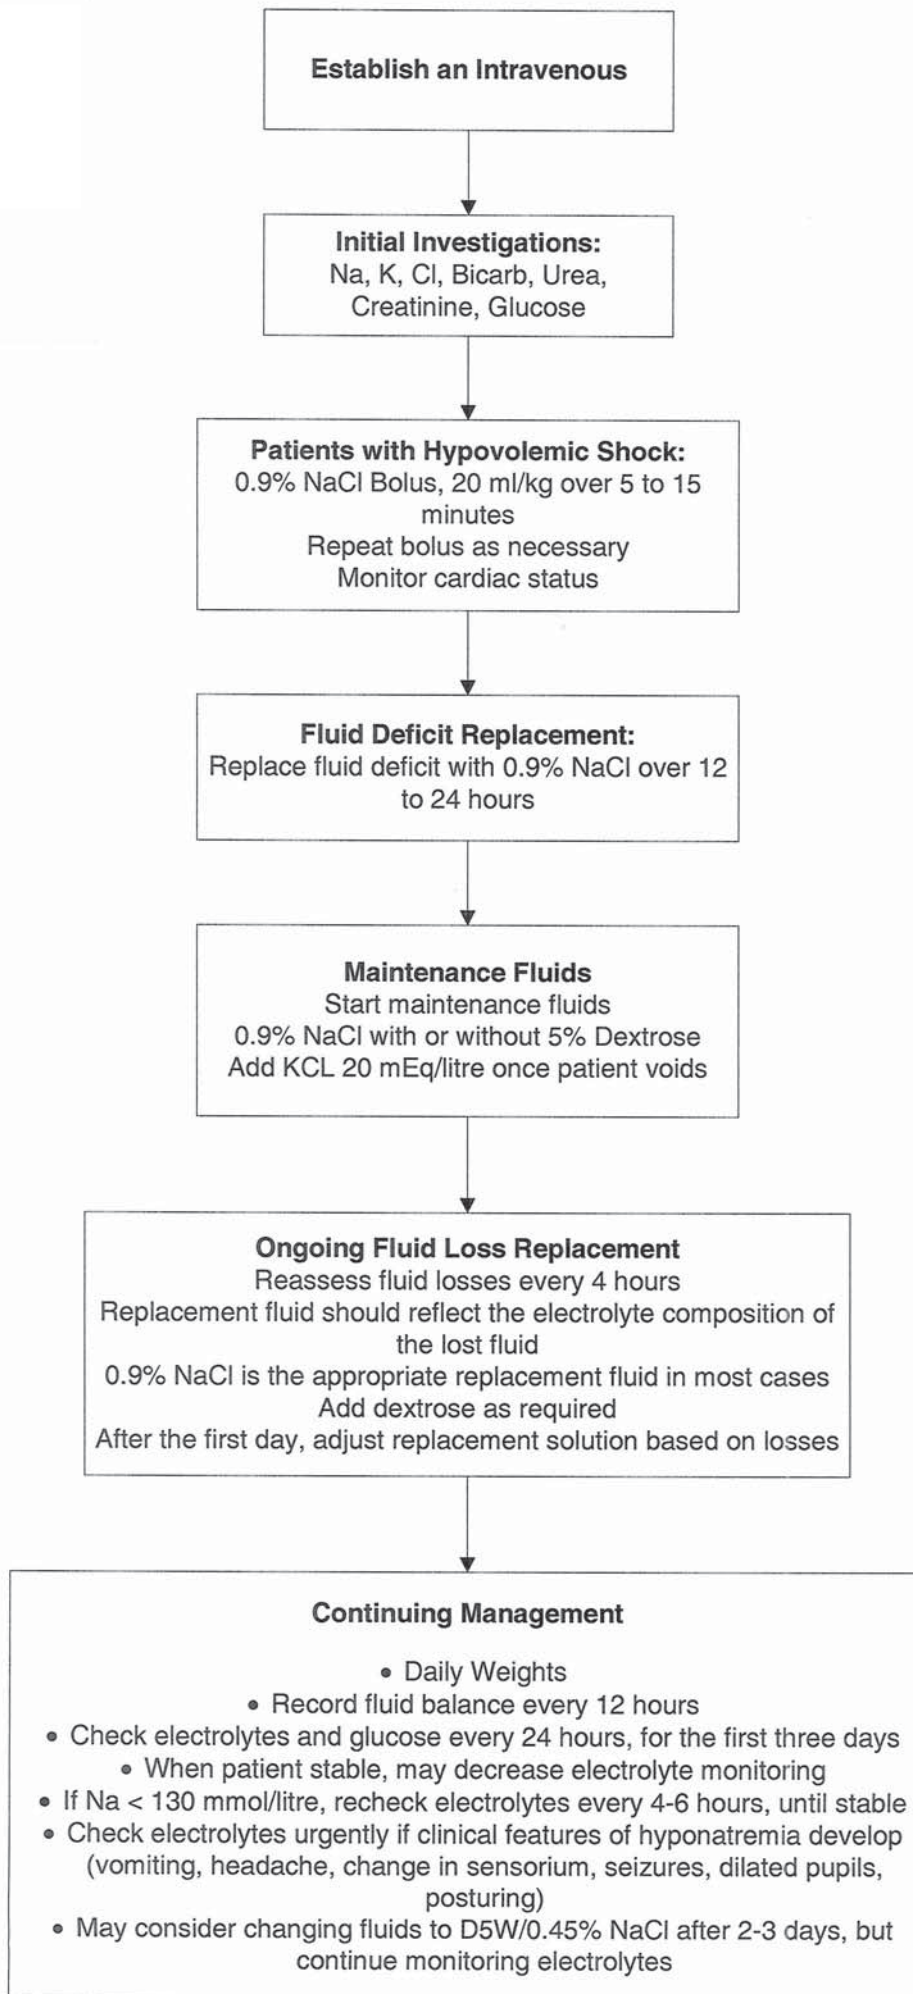 Establish an Intravenous
Initial Investigations:
Na, K, Cl, Bicarb, Urea,
Creatinine, Glucose
Patients with Hypovolemic Shock:
0.9% NaCl Bolus, 20 ml/kg over 5 to 15
minutes
Repeat bolus as necessary
Monitor cardiac status
Fluid Deficit Replacement:
Replace fluid deficit with 0.9% NaCl over 12
to 24 hours
Maintenance Fluids
Start maintenance fluids
0.9% NaCl with or without 5% Dextrose
Add KCL 20 mEq/litre once patient voids
Ongoing Fluid Loss Replacement
Reassess fluid losses every 4 hours
Replacement fluid should reflect the electrolyte composition of
the lost fluid
0.9% NaCl is the appropriate replacement fluid in most cases
Add dextrose as required
After the first day, adjust replacement solution based on losses
Continuing Management
• Daily Weights
• Record fluid balance every 12 hours
• Check electrolytes and glucose every 24 hours, for the first three days
• When patient stable, may decrease electrolyte monitoring
• If Na < 130 mmol/litre, recheck electrolytes every 4-6 hours, until stable
• Check electrolytes urgently if clinical features of hyponatremia develop
(vomiting, headache, change in sensorium, seizures, dilated pupils,
posturing)
• May consider changing fluids to D5W/0.45% NaCl after 2-3 days, but
continue monitoring electrolytes